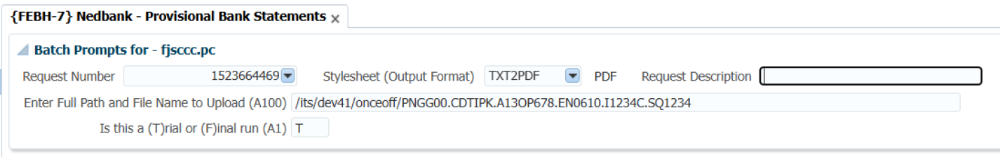 {FEBH-7} Nedbank - Provisional Bank Statements x
Batch Prompts for - fjsccc.pc
Request Number 1523664469 Stylesheet (Output Format) TXT2PDF PDF Request Description
Enter Full Path and File Name to Upload (A100) /its/dev41/onceoff/PNGG00.CDTIPK.A13OP678.EN0610.I1234C.SQ1234
Is this a (T)rial or (F)inal run (A1) T